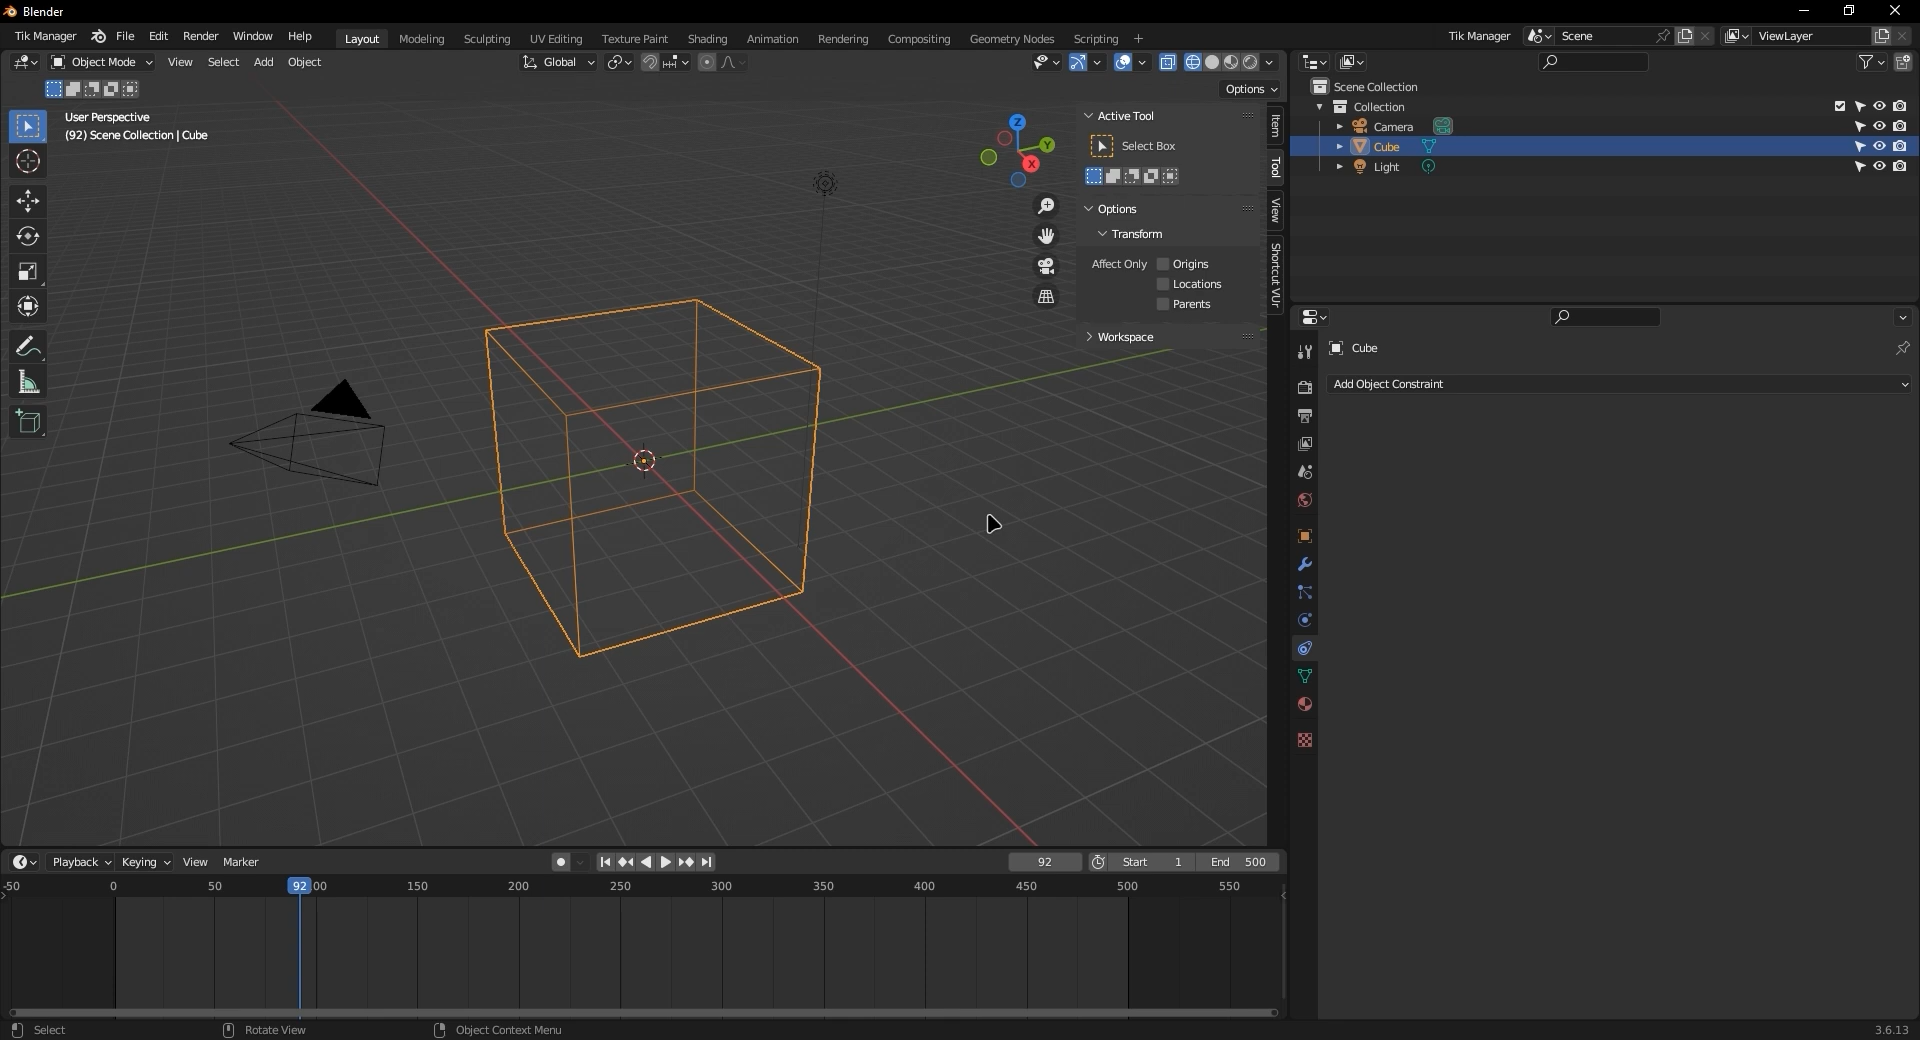 Blender
Tik Manager File Edit Render Window Help Layout Modeling Sculpting UV Editing Texture Paint Shading Animation Rendering Compositing Geometry Nodes Scripting + Tik Manager Scene ViewLayer
Object Mode View Select Add Object Global
Options
User Perspective
(92) Scene Collection | Cube
Z
Y
X
Active Tool
Select Box
Options
Transform
Affect Only Origins
Locations
Parents
Workspace
Item
Tool
View
Shortcut VUr
Scene Collection
Collection
Camera
Cube
Light
Cube
Add Object Constraint
Playback Keying View Marker 92 Start 1 End 500
-50 0 50 92 00 150 200 250 300 350 400 450 500 550
Select Rotate View Object Context Menu 3.6.13